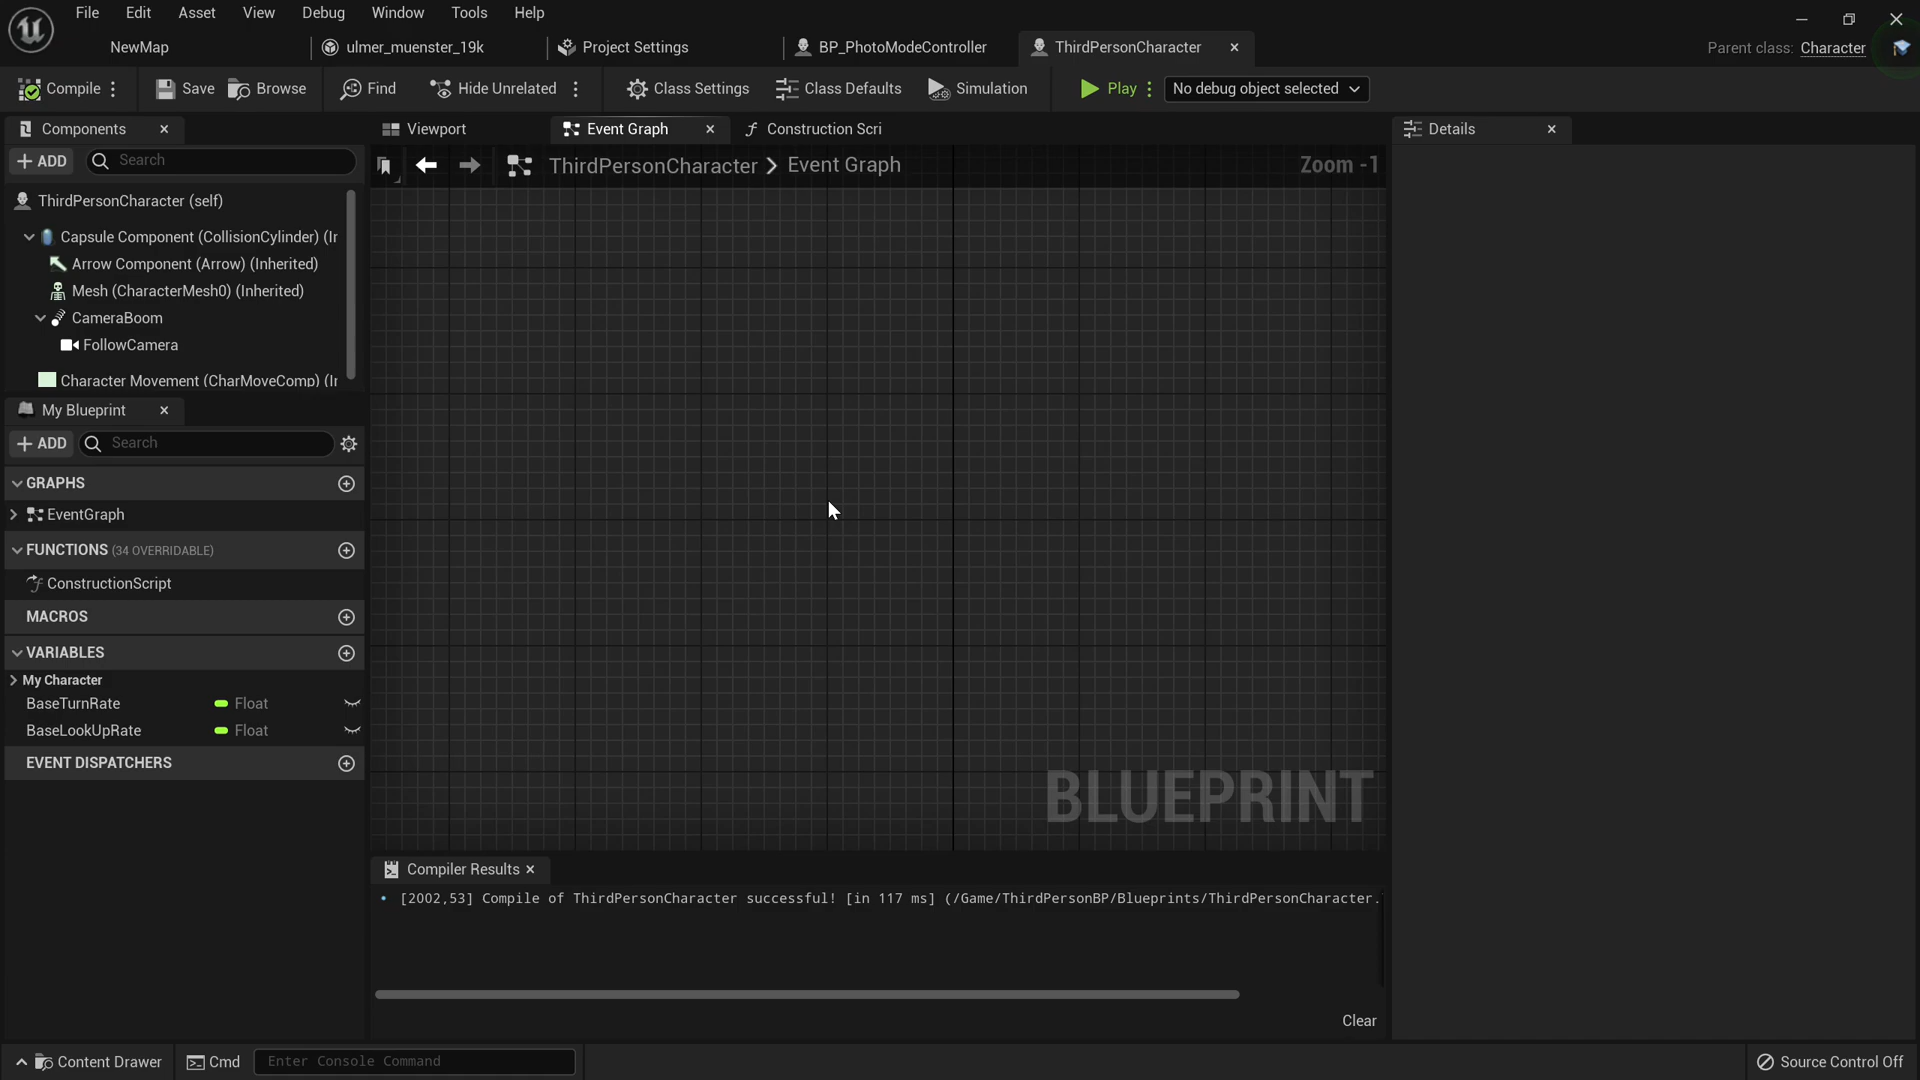 File Edit Asset View Debug Window Tools Help
NewMap ulmer_muenster_19k Project Settings BP_PhotoModeController ThirdPersonCharacter Parent class: Character
Compile Save Browse Find Hide Unrelated Class Settings Class Defaults Simulation Play No debug object selected
Components Viewport Event Graph Construction Scri Details
ADD Search ThirdPersonCharacter Event Graph Zoom -1
ThirdPersonCharacter (self)
Capsule Component (CollisionCylinder) (Ir
Arrow Component (Arrow) (Inherited)
Mesh (CharacterMesh0) (Inherited)
CameraBoom
FollowCamera
Character Movement (CharMoveComp) (Ir
My Blueprint
ADD Search
GRAPHS
EventGraph
FUNCTIONS (34 OVERRIDABLE)
ConstructionScript
MACROS
VARIABLES
My Character
BaseTurnRate Float
BaseLookUpRate Float
EVENT DISPATCHERS
BLUEPRINT
Compiler Results
[2002,53] Compile of ThirdPersonCharacter successful! [in 117 ms] (/Game/ThirdPersonBP/Blueprints/ThirdPersonCharacter.
Clear
Content Drawer Cmd Enter Console Command Source Control Off